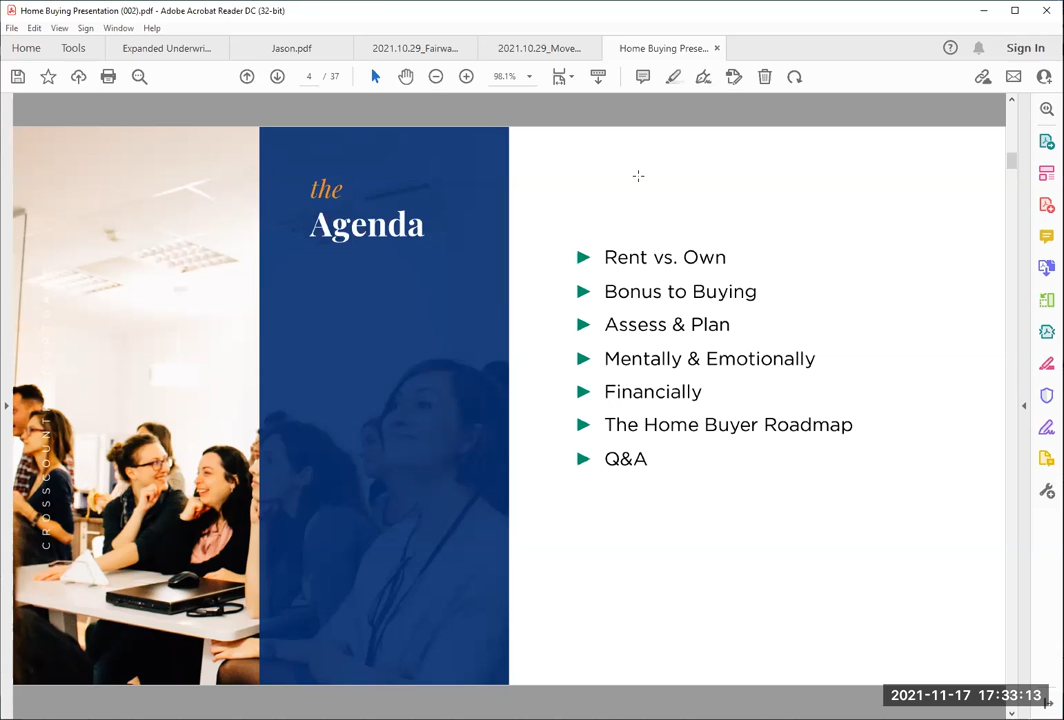 Home Buying Presentation (002).pdf - Adobe Acrobat Reader DC (32-bit)
File Edit View Sign Window Help
Home Tools Expanded Underwri... Jason.pdf 2021.10.29_Fairwa... 2021.10.29_Move... Home Buying Prese... × Sign In
4 / 37 98.1%
the
Agenda
Rent vs. Own
Bonus to Buying
Assess & Plan
Mentally & Emotionally
Financially
The Home Buyer Roadmap
Q&A
2021-11-17 17:33:13